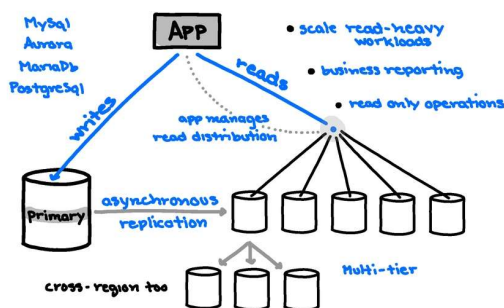 MySql
Aurora
MariaDb
PostgreSql
APP
• scale read-heavy
workloads
• business reporting
• read only operations
writes
reads
app manages
read distribution
primary
asynchronous
replication
cross-region too
Multi-tier